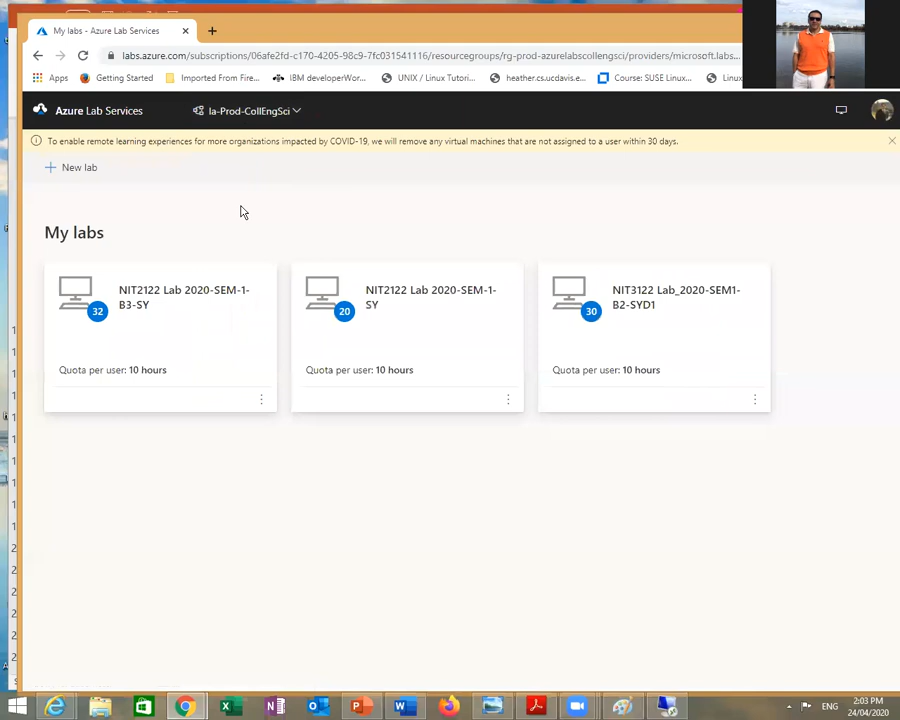 My labs - Azure Lab Services
labs.azure.com/subscriptions/06afe2fd-c170-4205-98c9-7fc031541116/resourcegroups/rg-prod-azurelabscollengsci/providers/microsoft.labs...
Apps Getting Started Imported From Fire... IBM developerWor... UNIX / Linux Tutori... heather.cs.ucdavis.e... Course: SUSE Linux... Linux
Azure Lab Services la-Prod-CollEngSci
To enable remote learning experiences for more organizations impacted by COVID-19, we will remove any virtual machines that are not assigned to a user within 30 days.
New lab
My labs
NIT2122 Lab 2020-SEM-1-
B3-SY
32
Quota per user: 10 hours
NIT2122 Lab 2020-SEM-1-
SY
20
Quota per user: 10 hours
NIT3122 Lab_2020-SEM1-
B2-SYD1
30
Quota per user: 10 hours
ENG
2:03 PM
24/04/2020